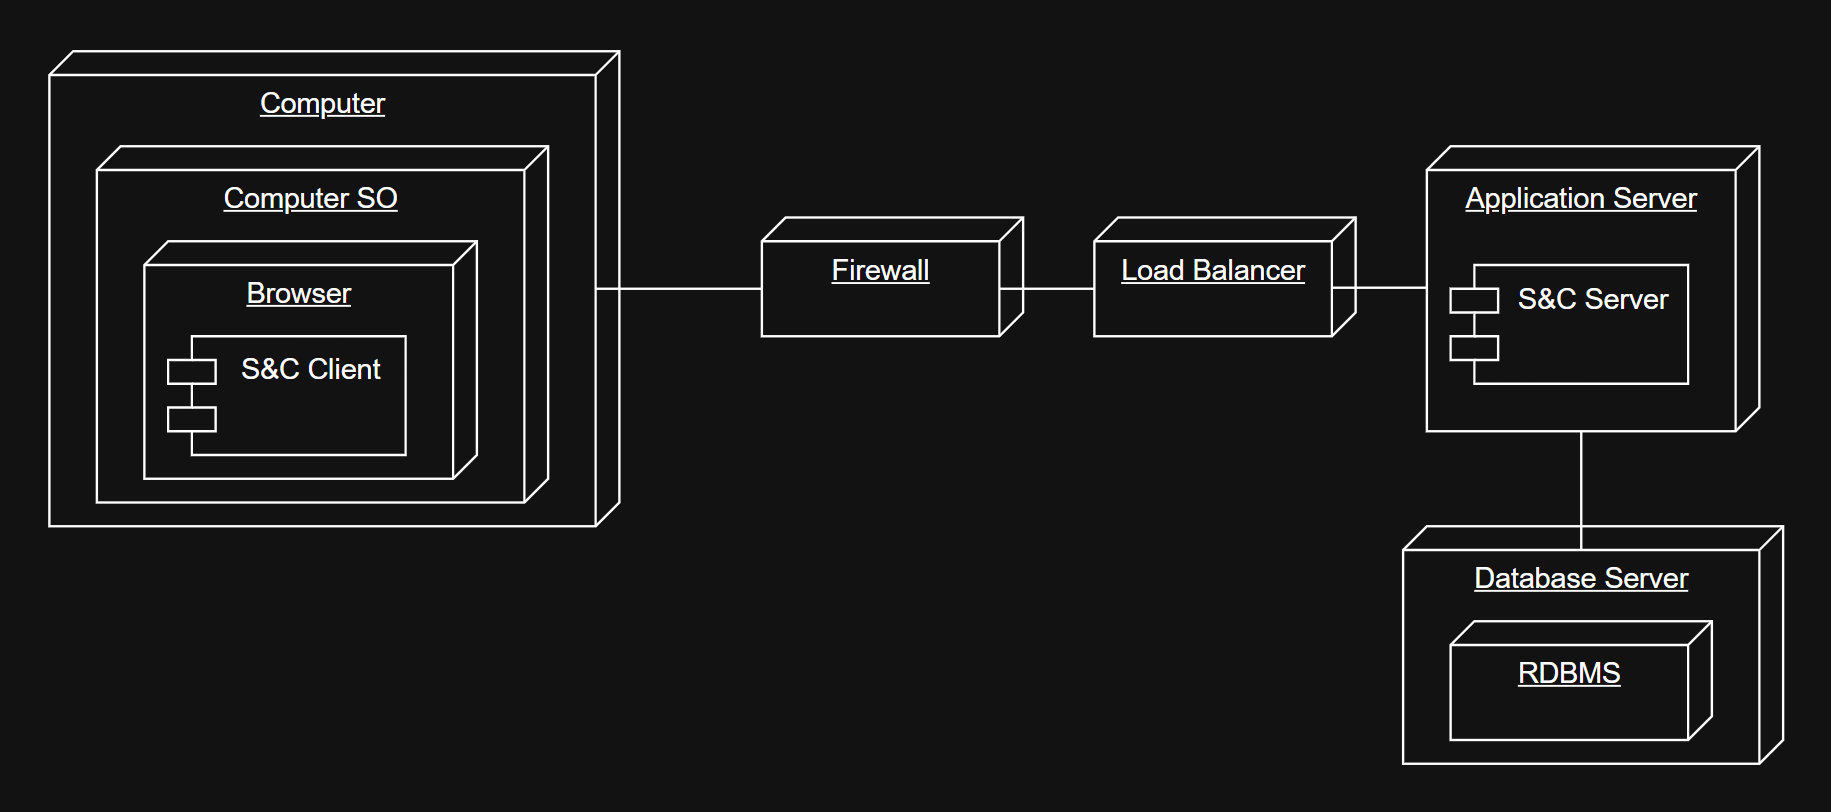 Computer
Computer SO
Browser
S&C Client
Firewall
Load Balancer
Application Server
S&C Server
Database Server
RDBMS